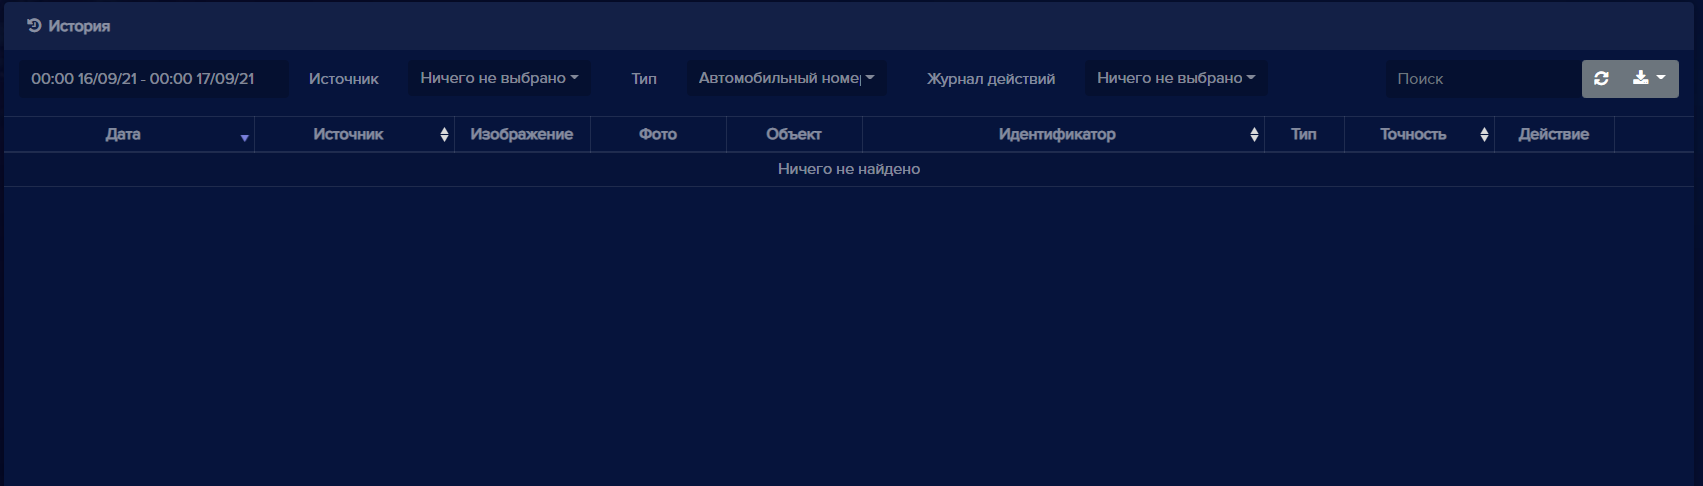 История
00:00 16/09/21 - 00:00 17/09/21 Источник Ничего не выбрано Тип Автомобильный номер Журнал действий Ничего не выбрано Поиск
Дата Источник Изображение Фото Объект Идентификатор Тип Точность Действие
Ничего не найдено